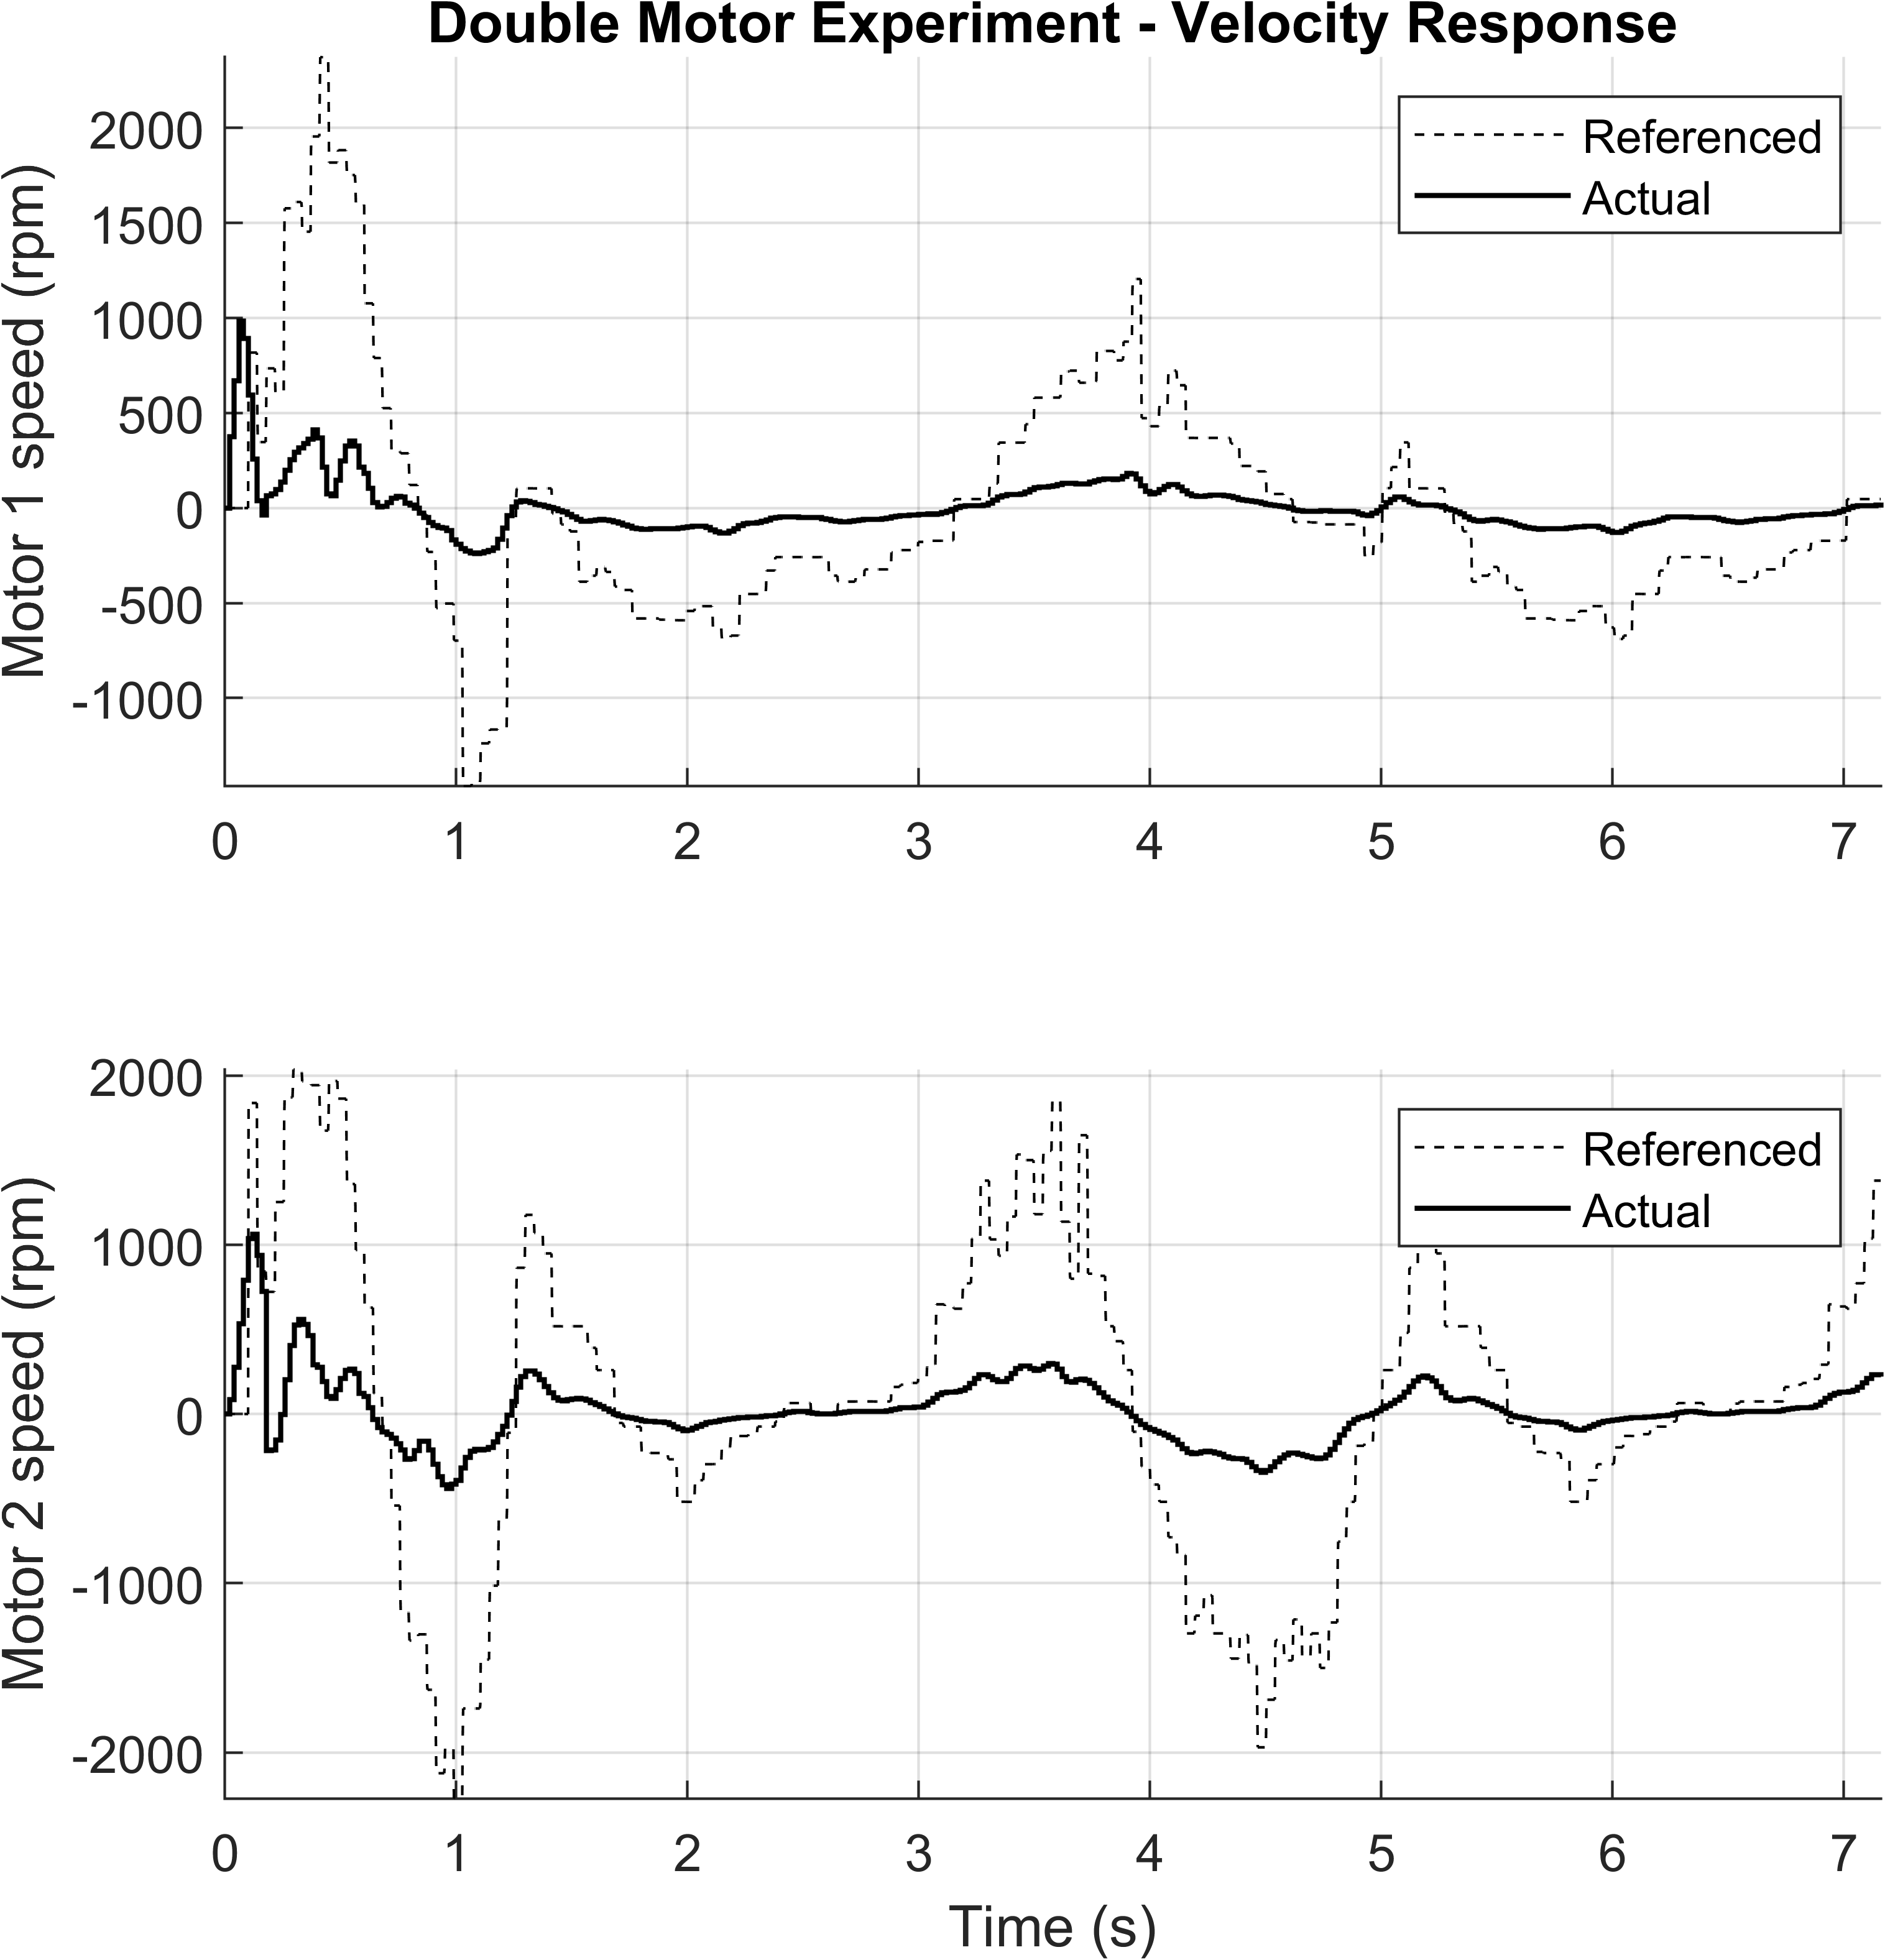 Double Motor Experiment - Velocity Response
Motor 1 speed (rpm)
2000
1500
1000
500
0
-500
-1000
Referenced
Actual
0 1 2 3 4 5 6 7
Motor 2 speed (rpm)
2000
1000
0
-1000
-2000
Referenced
Actual
0 1 2 3 4 5 6 7
Time (s)